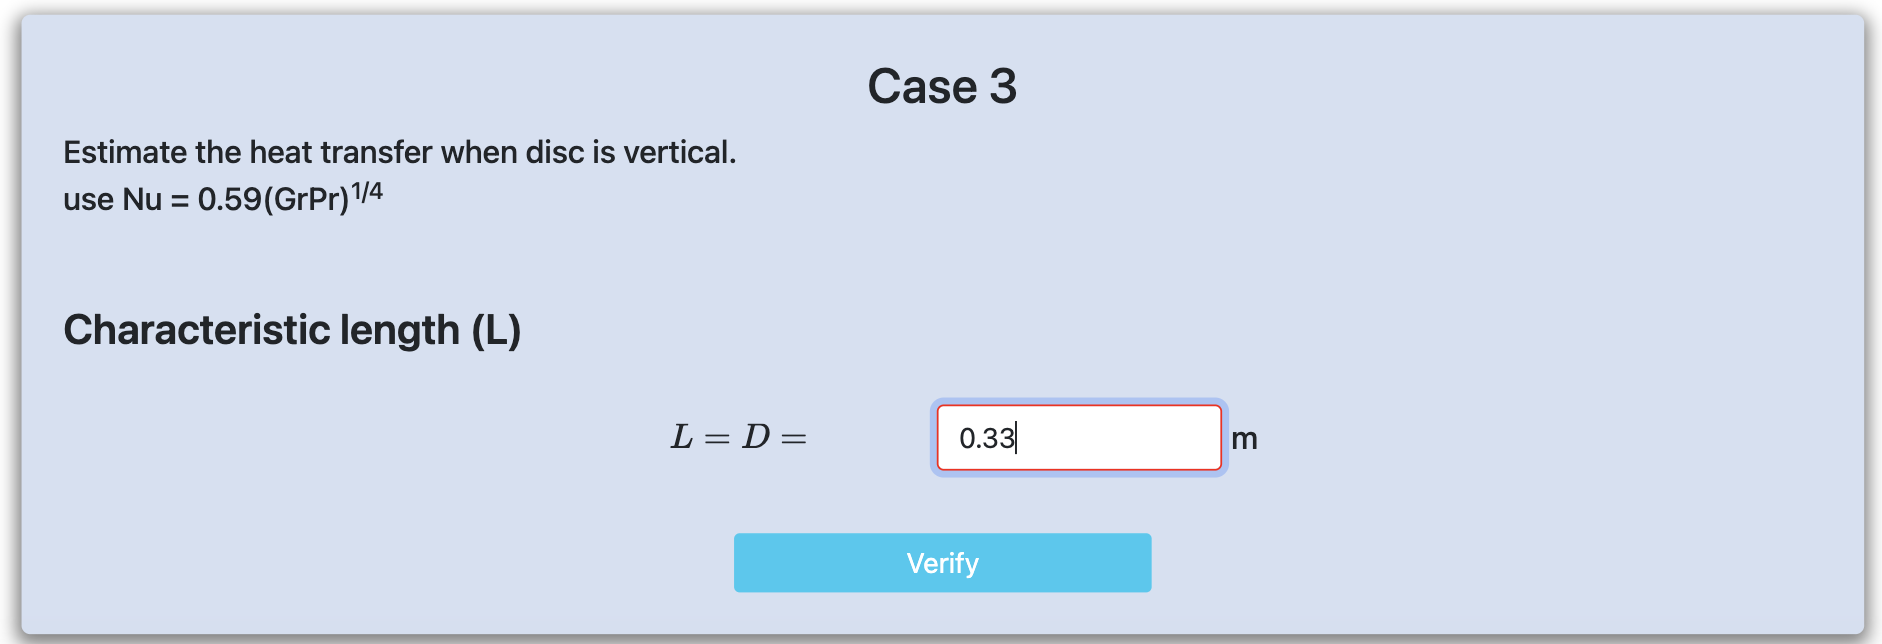 Case 3
Estimate the heat transfer when disc is vertical.
use Nu = 0.59(GrPr)^1/4
Characteristic length (L)
L = D = 0.33 m
Verify